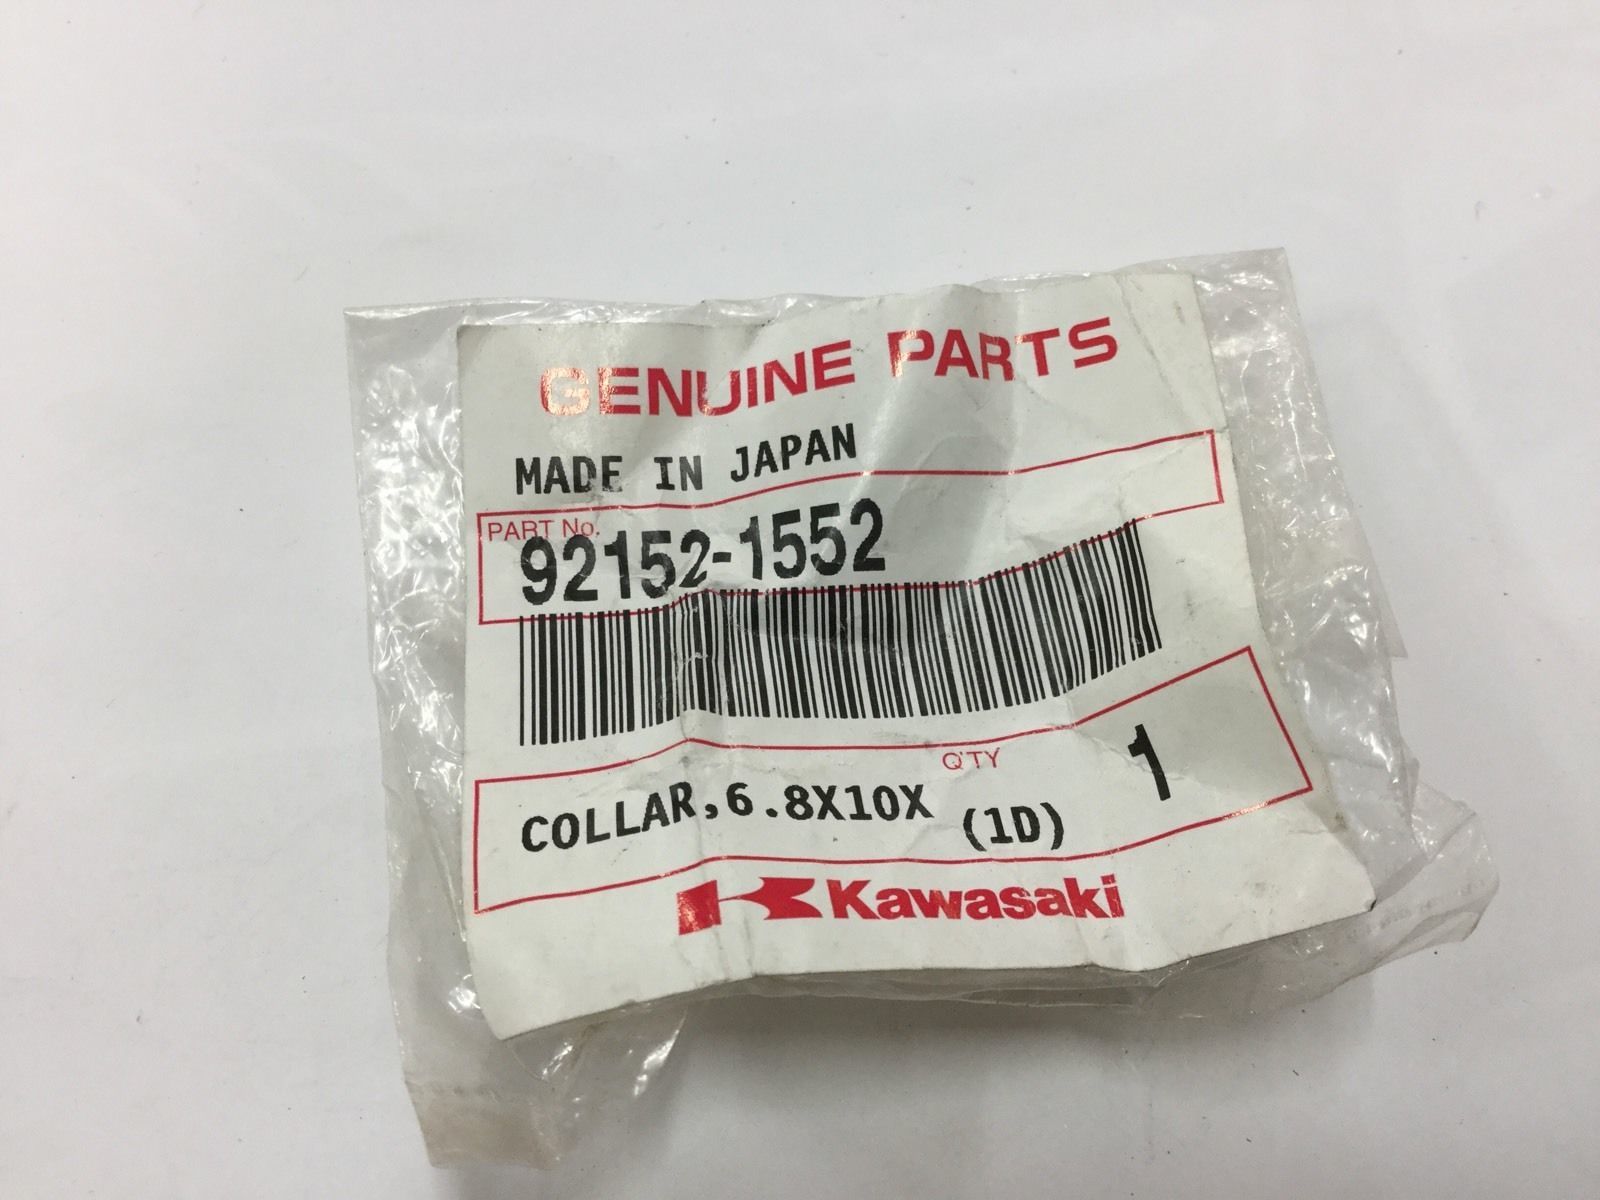 GENUINE PARTS
MADE IN JAPAN
PART No.
92152-1552
Q'TY
1
COLLAR,6.8X10X (1D)
Kawasaki